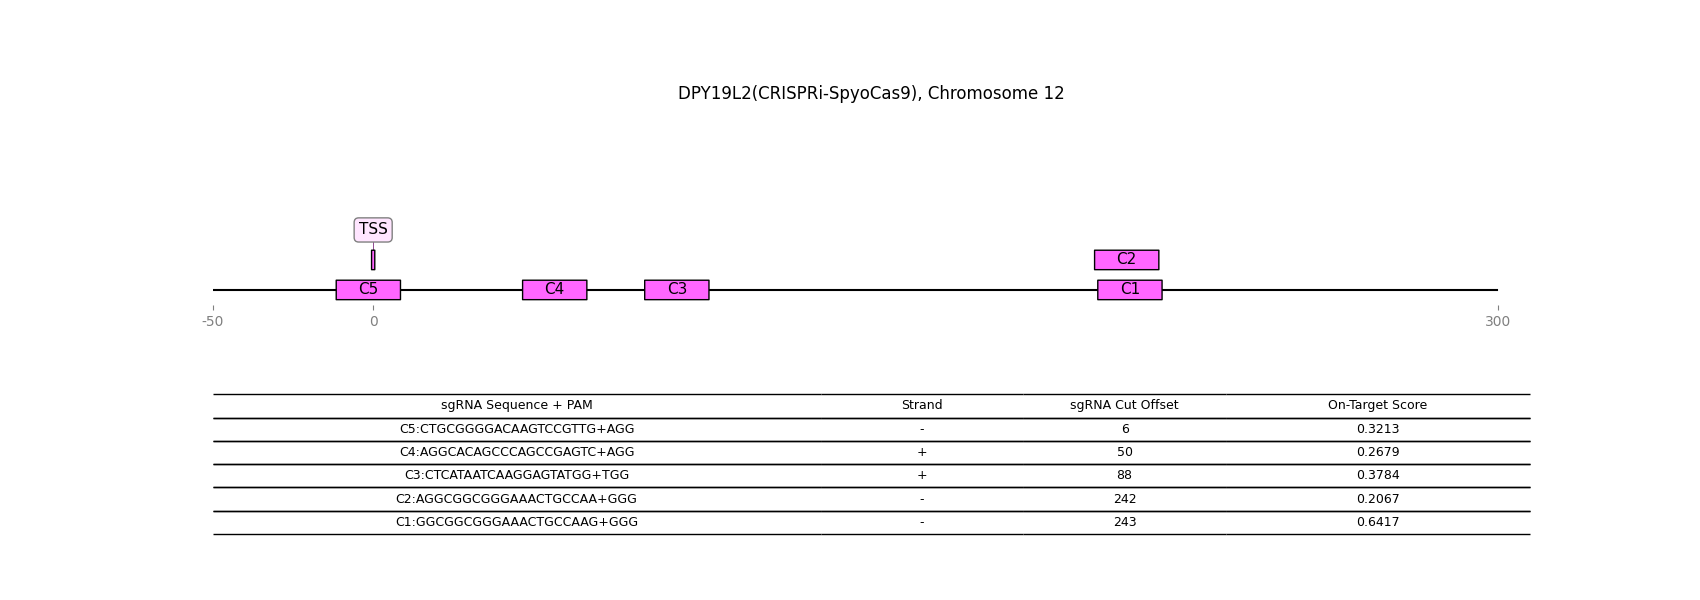 DPY19L2(CRISPRi-SpyoCas9), Chromosome 12
TSS
C2
C5 C4 C3 C1
-50 0 300
sgRNA Sequence + PAM Strand sgRNA Cut Offset On-Target Score
C5:CTGCGGGGACAAGTCCGTTG+AGG - 6 0.3213
C4:AGGCACAGCCCAGCCGAGTC+AGG + 50 0.2679
C3:CTCATAATCAAGGAGTATGG+TGG + 88 0.3784
C2:AGGCGGCGGGAAACTGCCAA+GGG - 242 0.2067
C1:GGCGGCGGGAAACTGCCAAG+GGG - 243 0.6417